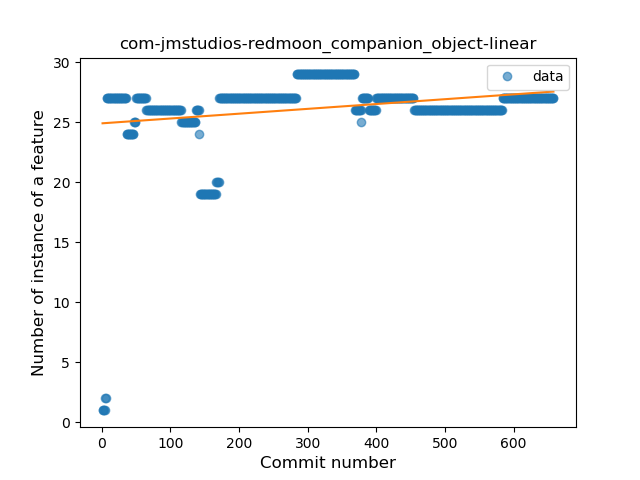 com-jmstudios-redmoon_companion_object-linear
data
30
25
20
15
10
5
0
Number of instance of a feature
0 100 200 300 400 500 600
Commit number